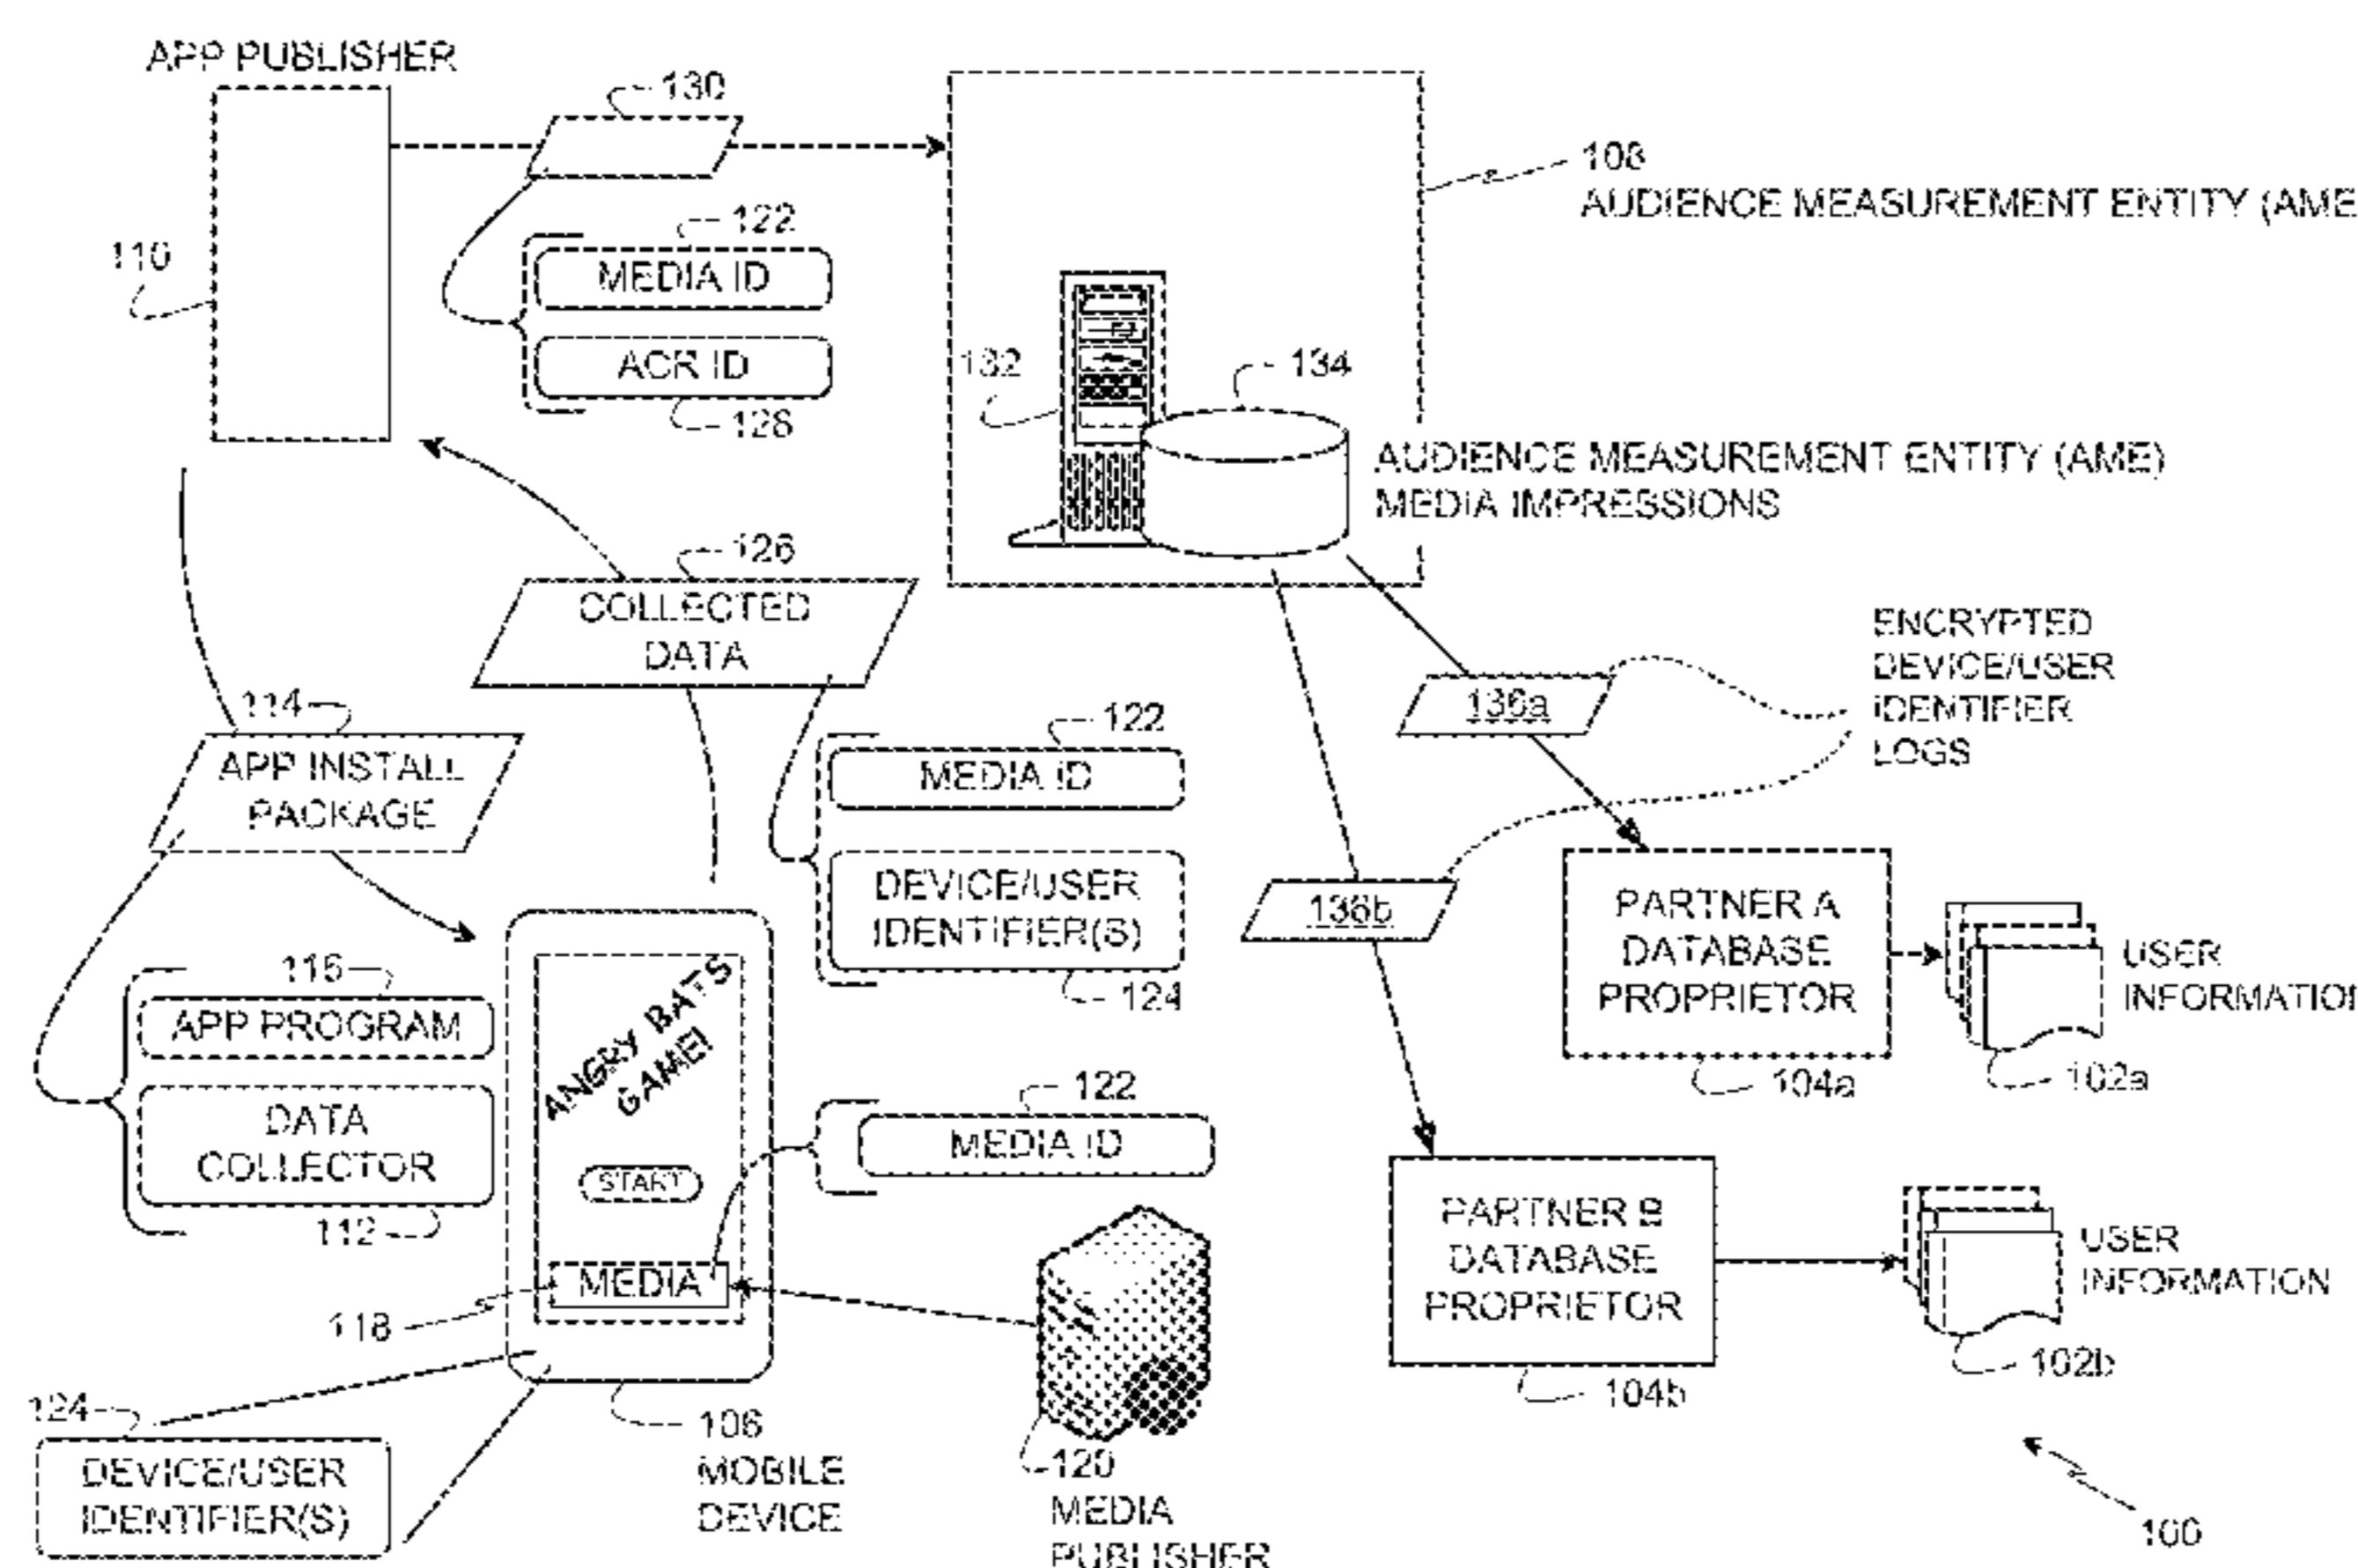 APP PUBLISHER
130
108
AUDIENCE MEASUREMENT ENTITY (AME
110
122
MEDIA ID
ACR ID
128
132
134
AUDIENCE MEASUREMENT ENTITY (AME)
MEDIA IMPRESSIONS
126
COLLECTED
DATA
ENCRYPTED
DEVICE/USER
IDENTIFIER
LOGS
136a
114
APP INSTALL
PACKAGE
122
MEDIA ID
DEVICE/USER
IDENTIFIER(S)
124
136b
PARTNER A
DATABASE
PROPRIETOR
104a
USER
INFORMATION
102a
116
APP PROGRAM
DATA
COLLECTOR
112
ANGRY BATS
GAME!
START
MEDIA
118
122
MEDIA ID
PARTNER B
DATABASE
PROPRIETOR
104b
USER
INFORMATION
102b
124
DEVICE/USER
IDENTIFIER(S)
106
MOBILE
DEVICE
120
MEDIA
PUBLISHER
100